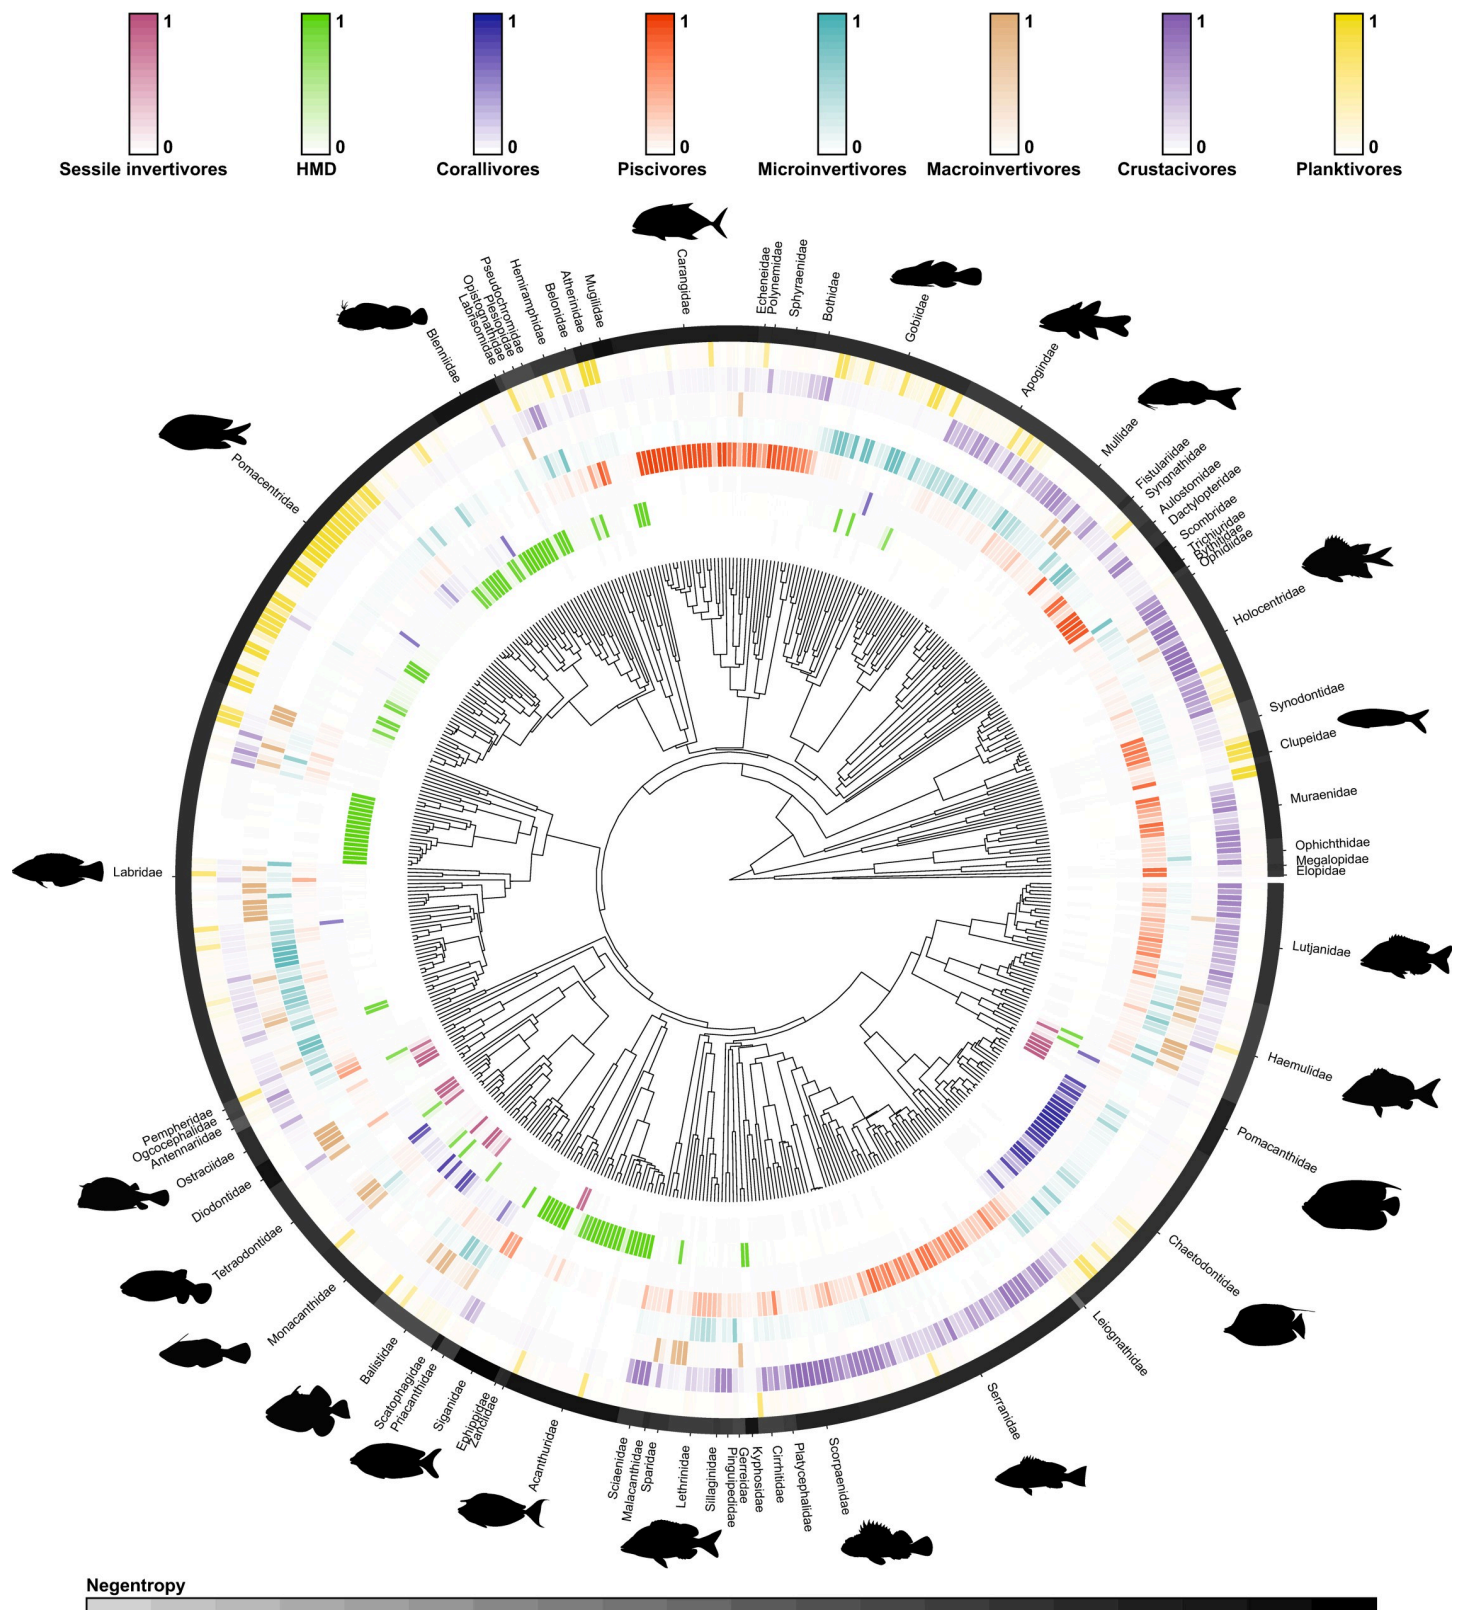 1 1 1 1 1 1 1 1
0 0 0 0 0 0 0 0
Sessile invertivores HMD Corallivores Piscivores Microinvertivores Macroinvertivores Crustacivores Planktivores
Carangidae
Echeneidae
Polynemidae
Sphyraenidae
Bothidae
Gobiidae
Apogindae
Mullidae
Fistulariidae
Syngnathidae
Aulostomidae
Dactylopteridae
Scombridae
Trichiuridae
Bythitidae
Ophidiidae
Holocentridae
Synodontidae
Clupeidae
Muraenidae
Ophichthidae
Megalopidae
Elopidae
Lutjanidae
Haemulidae
Pomacanthidae
Chaetodontidae
Leiognathidae
Serranidae
Scorpaenidae
Platycephalidae
Cirrhitidae
Kyphosidae
Gerreidae
Pinguipedidae
Sillaginidae
Lethrinidae
Sparidae
Malacanthidae
Sciaenidae
Acanthuridae
Zanclidae
Ephippidae
Siganidae
Priacanthidae
Scatophagidae
Balistidae
Monacanthidae
Tetraodontidae
Diodontidae
Ostraciidae
Antennariidae
Ogcocephalidae
Pempheridae
Labridae
Pomacentridae
Blenniidae
Labrisomidae
Opistognathidae
Plesiopidae
Pseudochromidae
Hemiramphidae
Belonidae
Atherinidae
Mugilidae
Negentropy